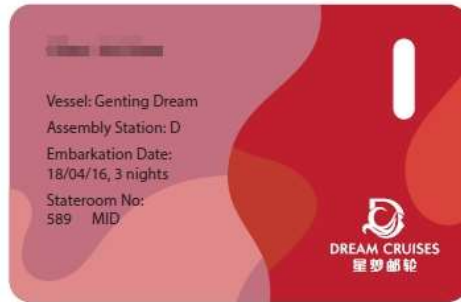 Vessel: Genting Dream
Assembly Station: D
Embarkation Date:
18/04/16, 3 nights
Stateroom No:
589 MID
DREAM CRUISES
星梦邮轮